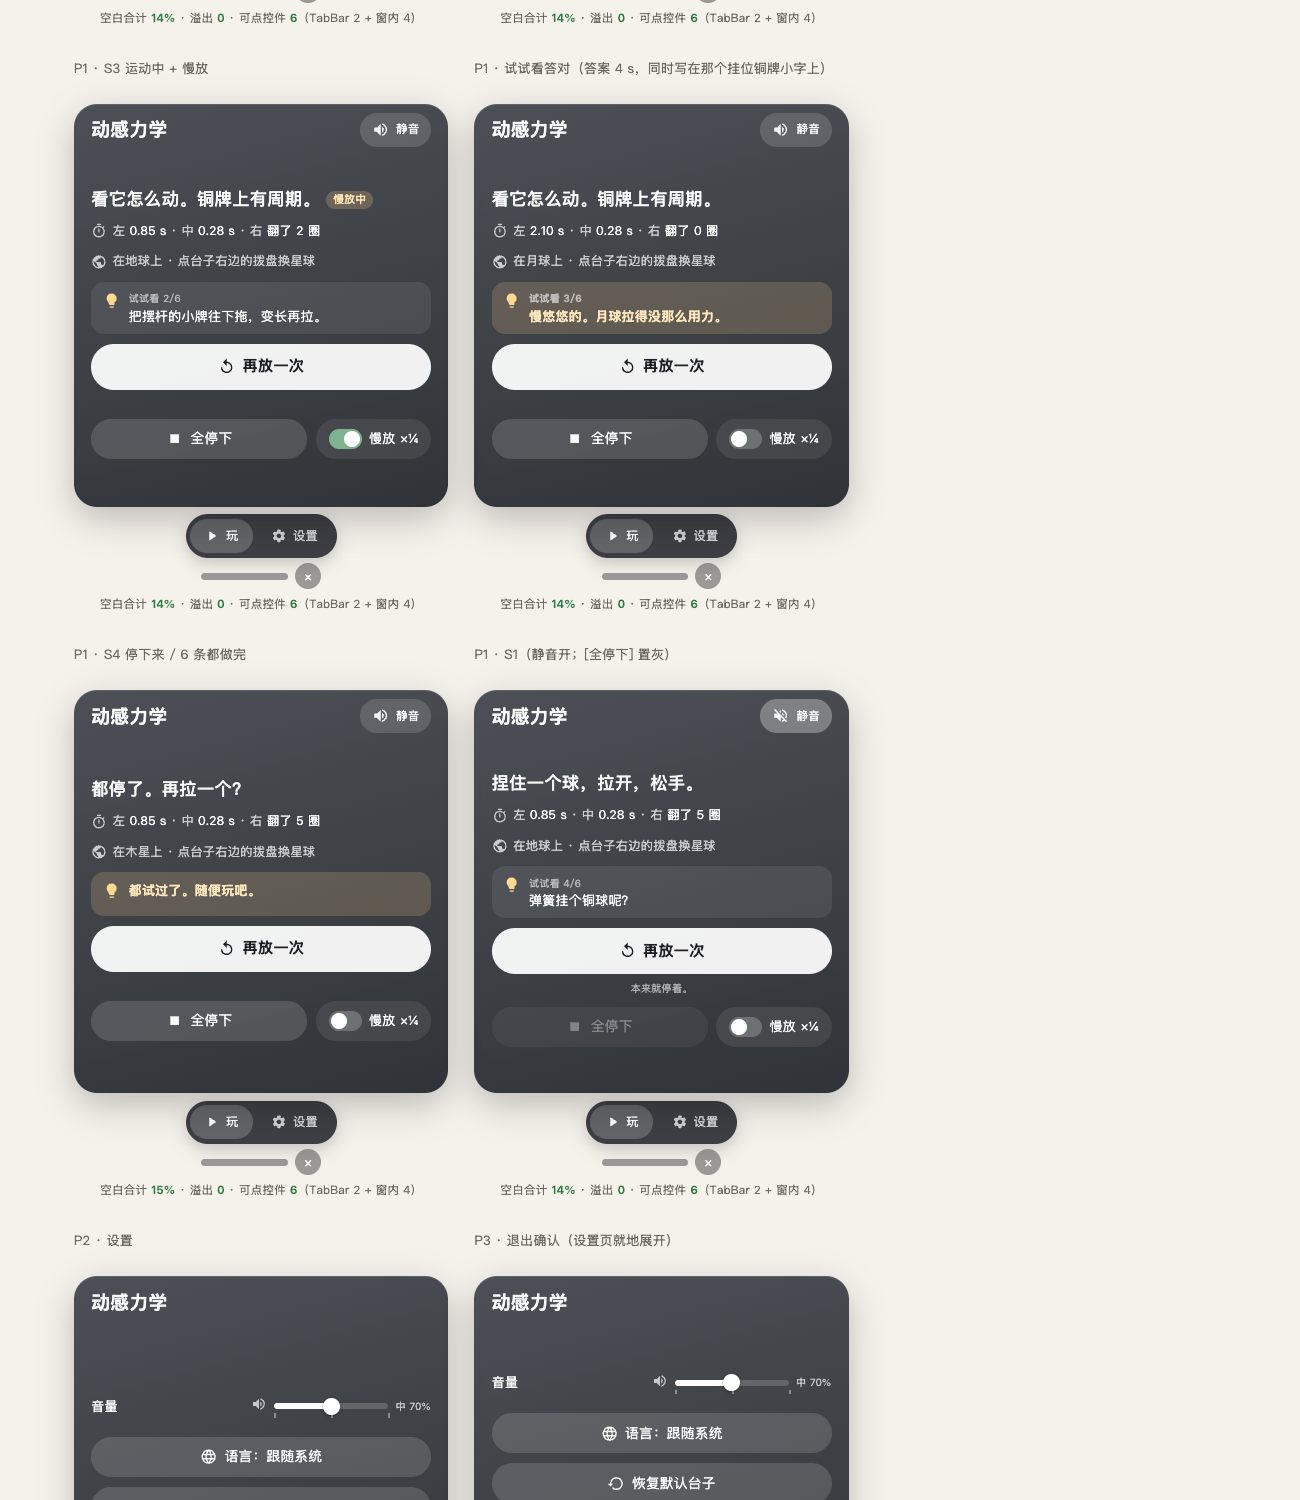 空白合计 14% · 溢出 0 · 可点控件 6（TabBar 2 + 窗内 4）
空白合计 14% · 溢出 0 · 可点控件 6（TabBar 2 + 窗内 4）
P1 · S3 运动中 + 慢放
动感力学
静音
看它怎么动。铜牌上有周期。 慢放中
左 0.85 s · 中 0.28 s · 右 翻了 2 圈
在地球上 · 点台子右边的拨盘换星球
试试看 2/6
把摆杆的小牌往下拖，变长再拉。
再放一次
全停下
慢放 ×¼
玩
设置
×
空白合计 14% · 溢出 0 · 可点控件 6（TabBar 2 + 窗内 4）
P1 · 试试看答对（答案 4 s，同时写在那个挂位铜牌小字上）
动感力学
静音
看它怎么动。铜牌上有周期。
左 2.10 s · 中 0.28 s · 右 翻了 0 圈
在月球上 · 点台子右边的拨盘换星球
试试看 3/6
慢悠悠的。月球拉得没那么用力。
再放一次
全停下
慢放 ×¼
玩
设置
×
空白合计 14% · 溢出 0 · 可点控件 6（TabBar 2 + 窗内 4）
P1 · S4 停下来 / 6 条都做完
动感力学
静音
都停了。再拉一个？
左 0.85 s · 中 0.28 s · 右 翻了 5 圈
在木星上 · 点台子右边的拨盘换星球
都试过了。随便玩吧。
再放一次
全停下
慢放 ×¼
玩
设置
×
空白合计 15% · 溢出 0 · 可点控件 6（TabBar 2 + 窗内 4）
P1 · S1（静音开；[全停下] 置灰）
动感力学
静音
捏住一个球，拉开，松手。
左 0.85 s · 中 0.28 s · 右 翻了 5 圈
在地球上 · 点台子右边的拨盘换星球
试试看 4/6
弹簧挂个铜球呢？
再放一次
本来就停着。
全停下
慢放 ×¼
玩
设置
×
空白合计 14% · 溢出 0 · 可点控件 6（TabBar 2 + 窗内 4）
P2 · 设置
动感力学
音量
中 70%
语言：跟随系统
P3 · 退出确认（设置页就地展开）
动感力学
音量
中 70%
语言：跟随系统
恢复默认台子